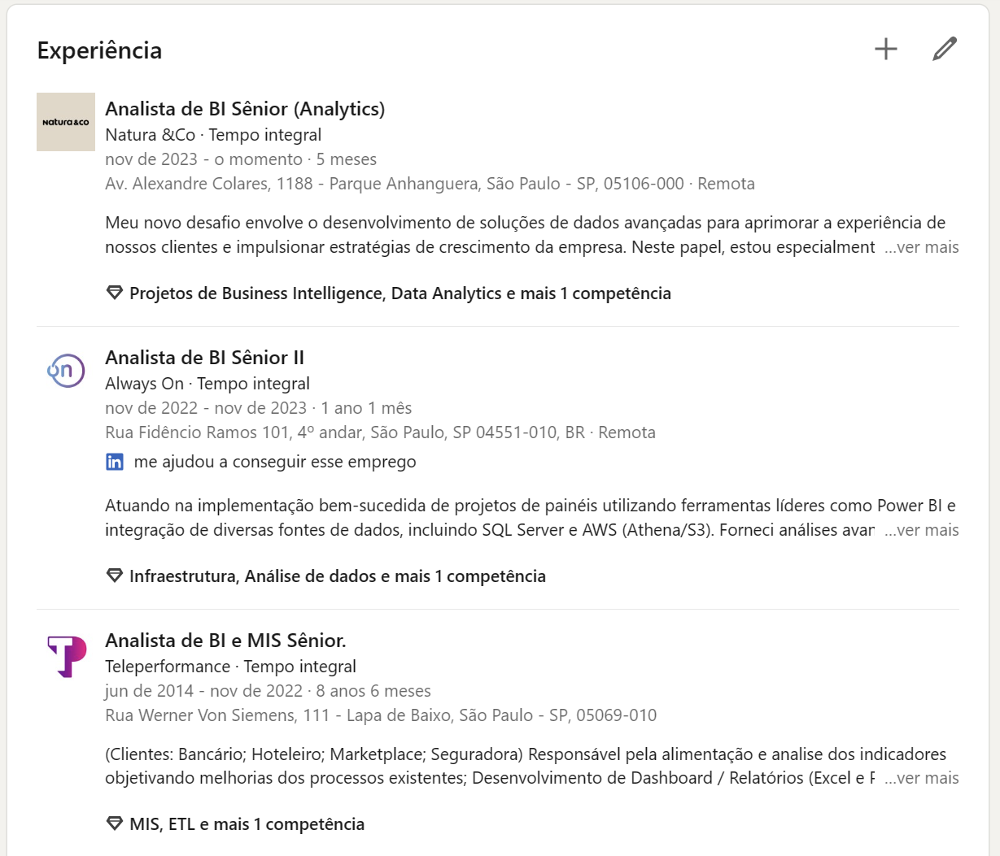 Experiência
natura &co
Analista de BI Sênior (Analytics)
Natura &Co · Tempo integral
nov de 2023 - o momento · 5 meses
Av. Alexandre Colares, 1188 - Parque Anhanguera, São Paulo - SP, 05106-000 · Remota
Meu novo desafio envolve o desenvolvimento de soluções de dados avançadas para aprimorar a experiência de
nossos clientes e impulsionar estratégias de crescimento da empresa. Neste papel, estou especialment ...ver mais
Projetos de Business Intelligence, Data Analytics e mais 1 competência
on
Analista de BI Sênior II
Always On · Tempo integral
nov de 2022 - nov de 2023 · 1 ano 1 mês
Rua Fidêncio Ramos 101, 4º andar, São Paulo, SP 04551-010, BR · Remota
in me ajudou a conseguir esse emprego
Atuando na implementação bem-sucedida de projetos de painéis utilizando ferramentas líderes como Power BI e
integração de diversas fontes de dados, incluindo SQL Server e AWS (Athena/S3). Forneci análises avan ...ver mais
Infraestrutura, Análise de dados e mais 1 competência
TP
Analista de BI e MIS Sênior.
Teleperformance · Tempo integral
jun de 2014 - nov de 2022 · 8 anos 6 meses
Rua Werner Von Siemens, 111 - Lapa de Baixo, São Paulo - SP, 05069-010
(Clientes: Bancário; Hoteleiro; Marketplace; Seguradora) Responsável pela alimentação e analise dos indicadores
objetivando melhorias dos processos existentes; Desenvolvimento de Dashboard / Relatórios (Excel e ...ver mais
MIS, ETL e mais 1 competência